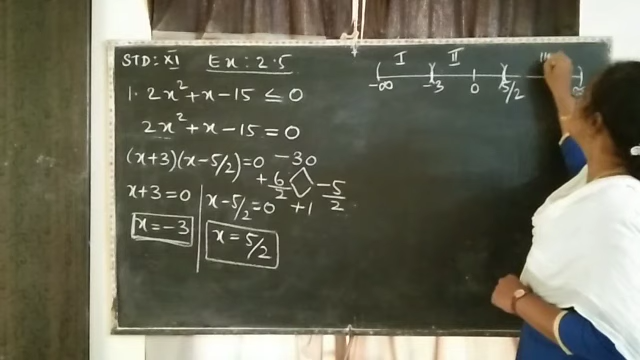 STD: XI Ex: 2.5
I II III
-∞ -3 0 5/2 ∞
1. 2x² + x - 15 ≤ 0
2x² + x - 15 = 0
(x+3)(x-5/2)=0 -30
+6/2 -5/2
+1
x+3=0 x-5/2=0
x=-3 x=5/2